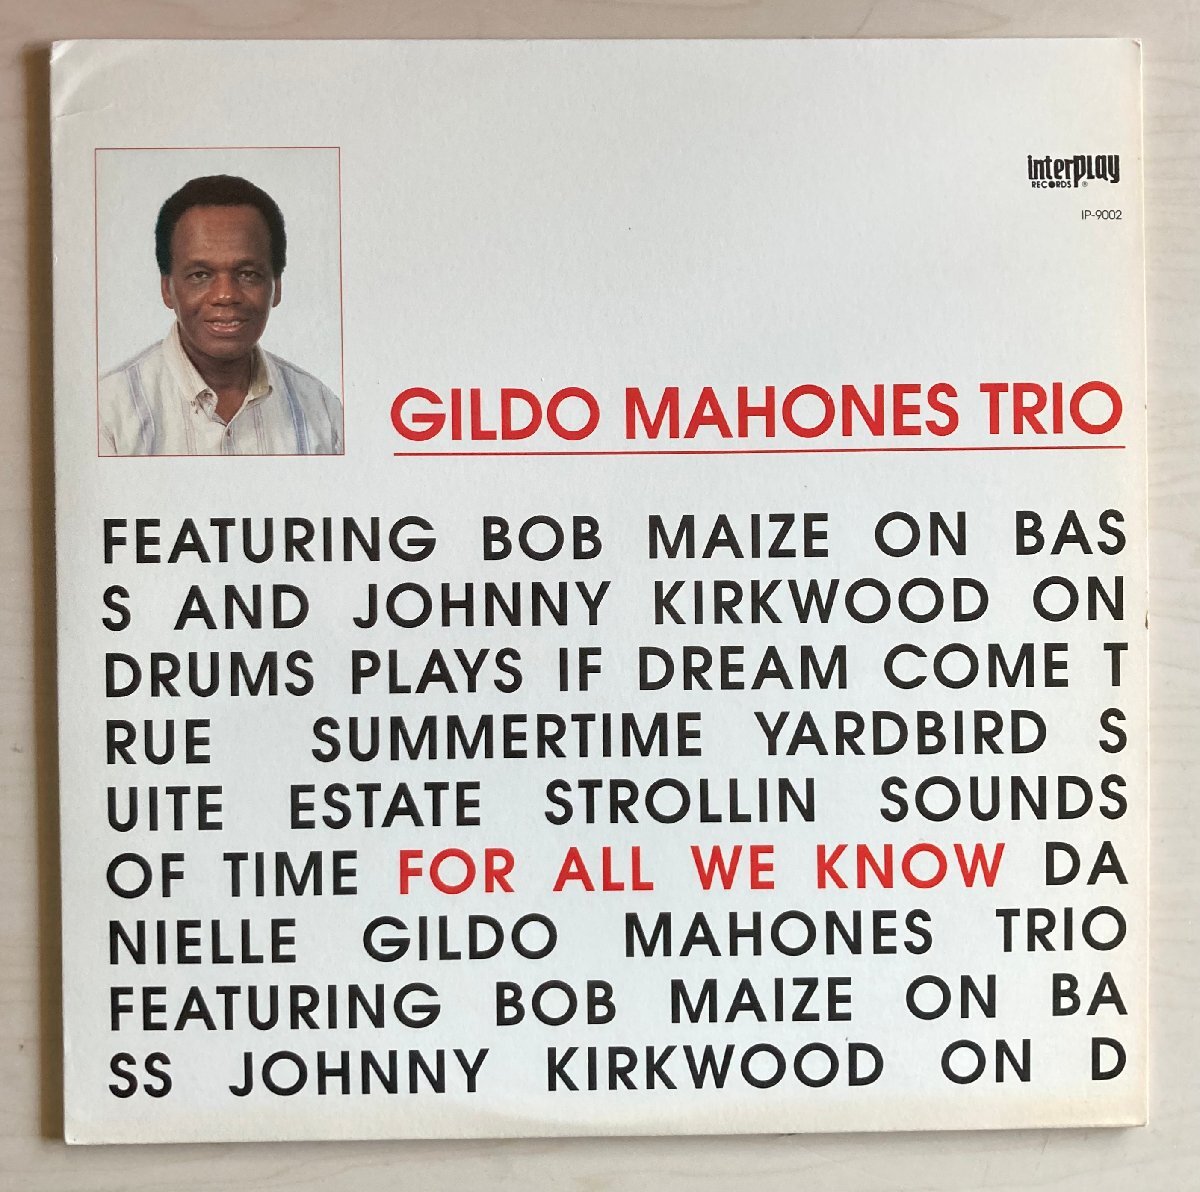 interplay
RECORDS ®
IP-9002
GILDO MAHONES TRIO
FEATURING BOB MAIZE ON BAS
S AND JOHNNY KIRKWOOD ON
DRUMS PLAYS IF DREAM COME T
RUE SUMMERTIME YARDBIRD S
UITE ESTATE STROLLIN SOUNDS
OF TIME FOR ALL WE KNOW DA
NIELLE GILDO MAHONES TRIO
FEATURING BOB MAIZE ON BA
SS JOHNNY KIRKWOOD ON D